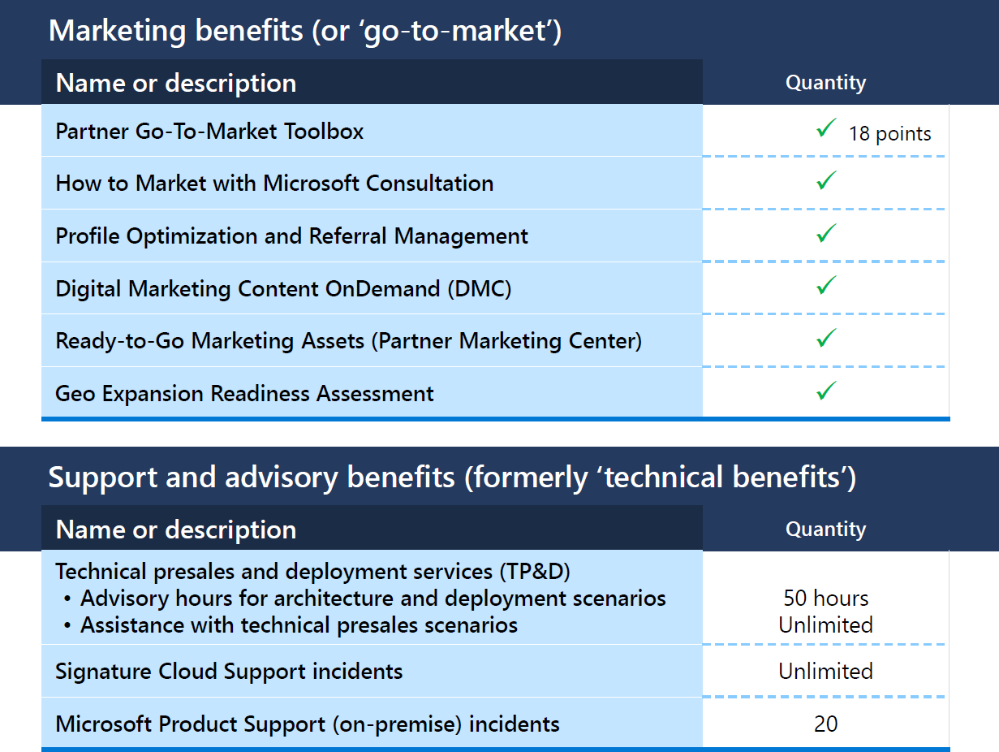 Marketing benefits (or ‘go-to-market’)
Name or description Quantity
Partner Go-To-Market Toolbox ✓ 18 points
How to Market with Microsoft Consultation ✓
Profile Optimization and Referral Management ✓
Digital Marketing Content OnDemand (DMC) ✓
Ready-to-Go Marketing Assets (Partner Marketing Center) ✓
Geo Expansion Readiness Assessment ✓
Support and advisory benefits (formerly ‘technical benefits’)
Name or description Quantity
Technical presales and deployment services (TP&D)
• Advisory hours for architecture and deployment scenarios 50 hours
• Assistance with technical presales scenarios Unlimited
Signature Cloud Support incidents Unlimited
Microsoft Product Support (on-premise) incidents 20